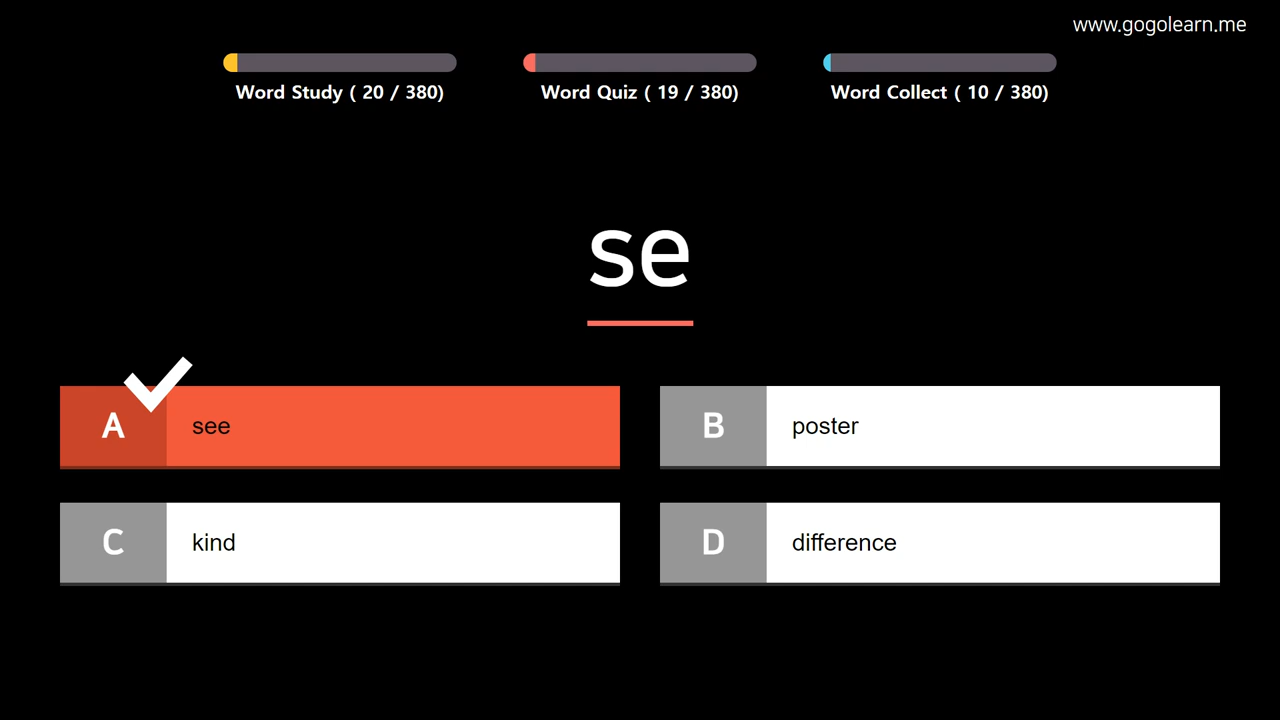 www.gogolearn.me
Word Study ( 20 / 380)
Word Quiz ( 19 / 380)
Word Collect ( 10 / 380)
se
A see
B poster
C kind
D difference